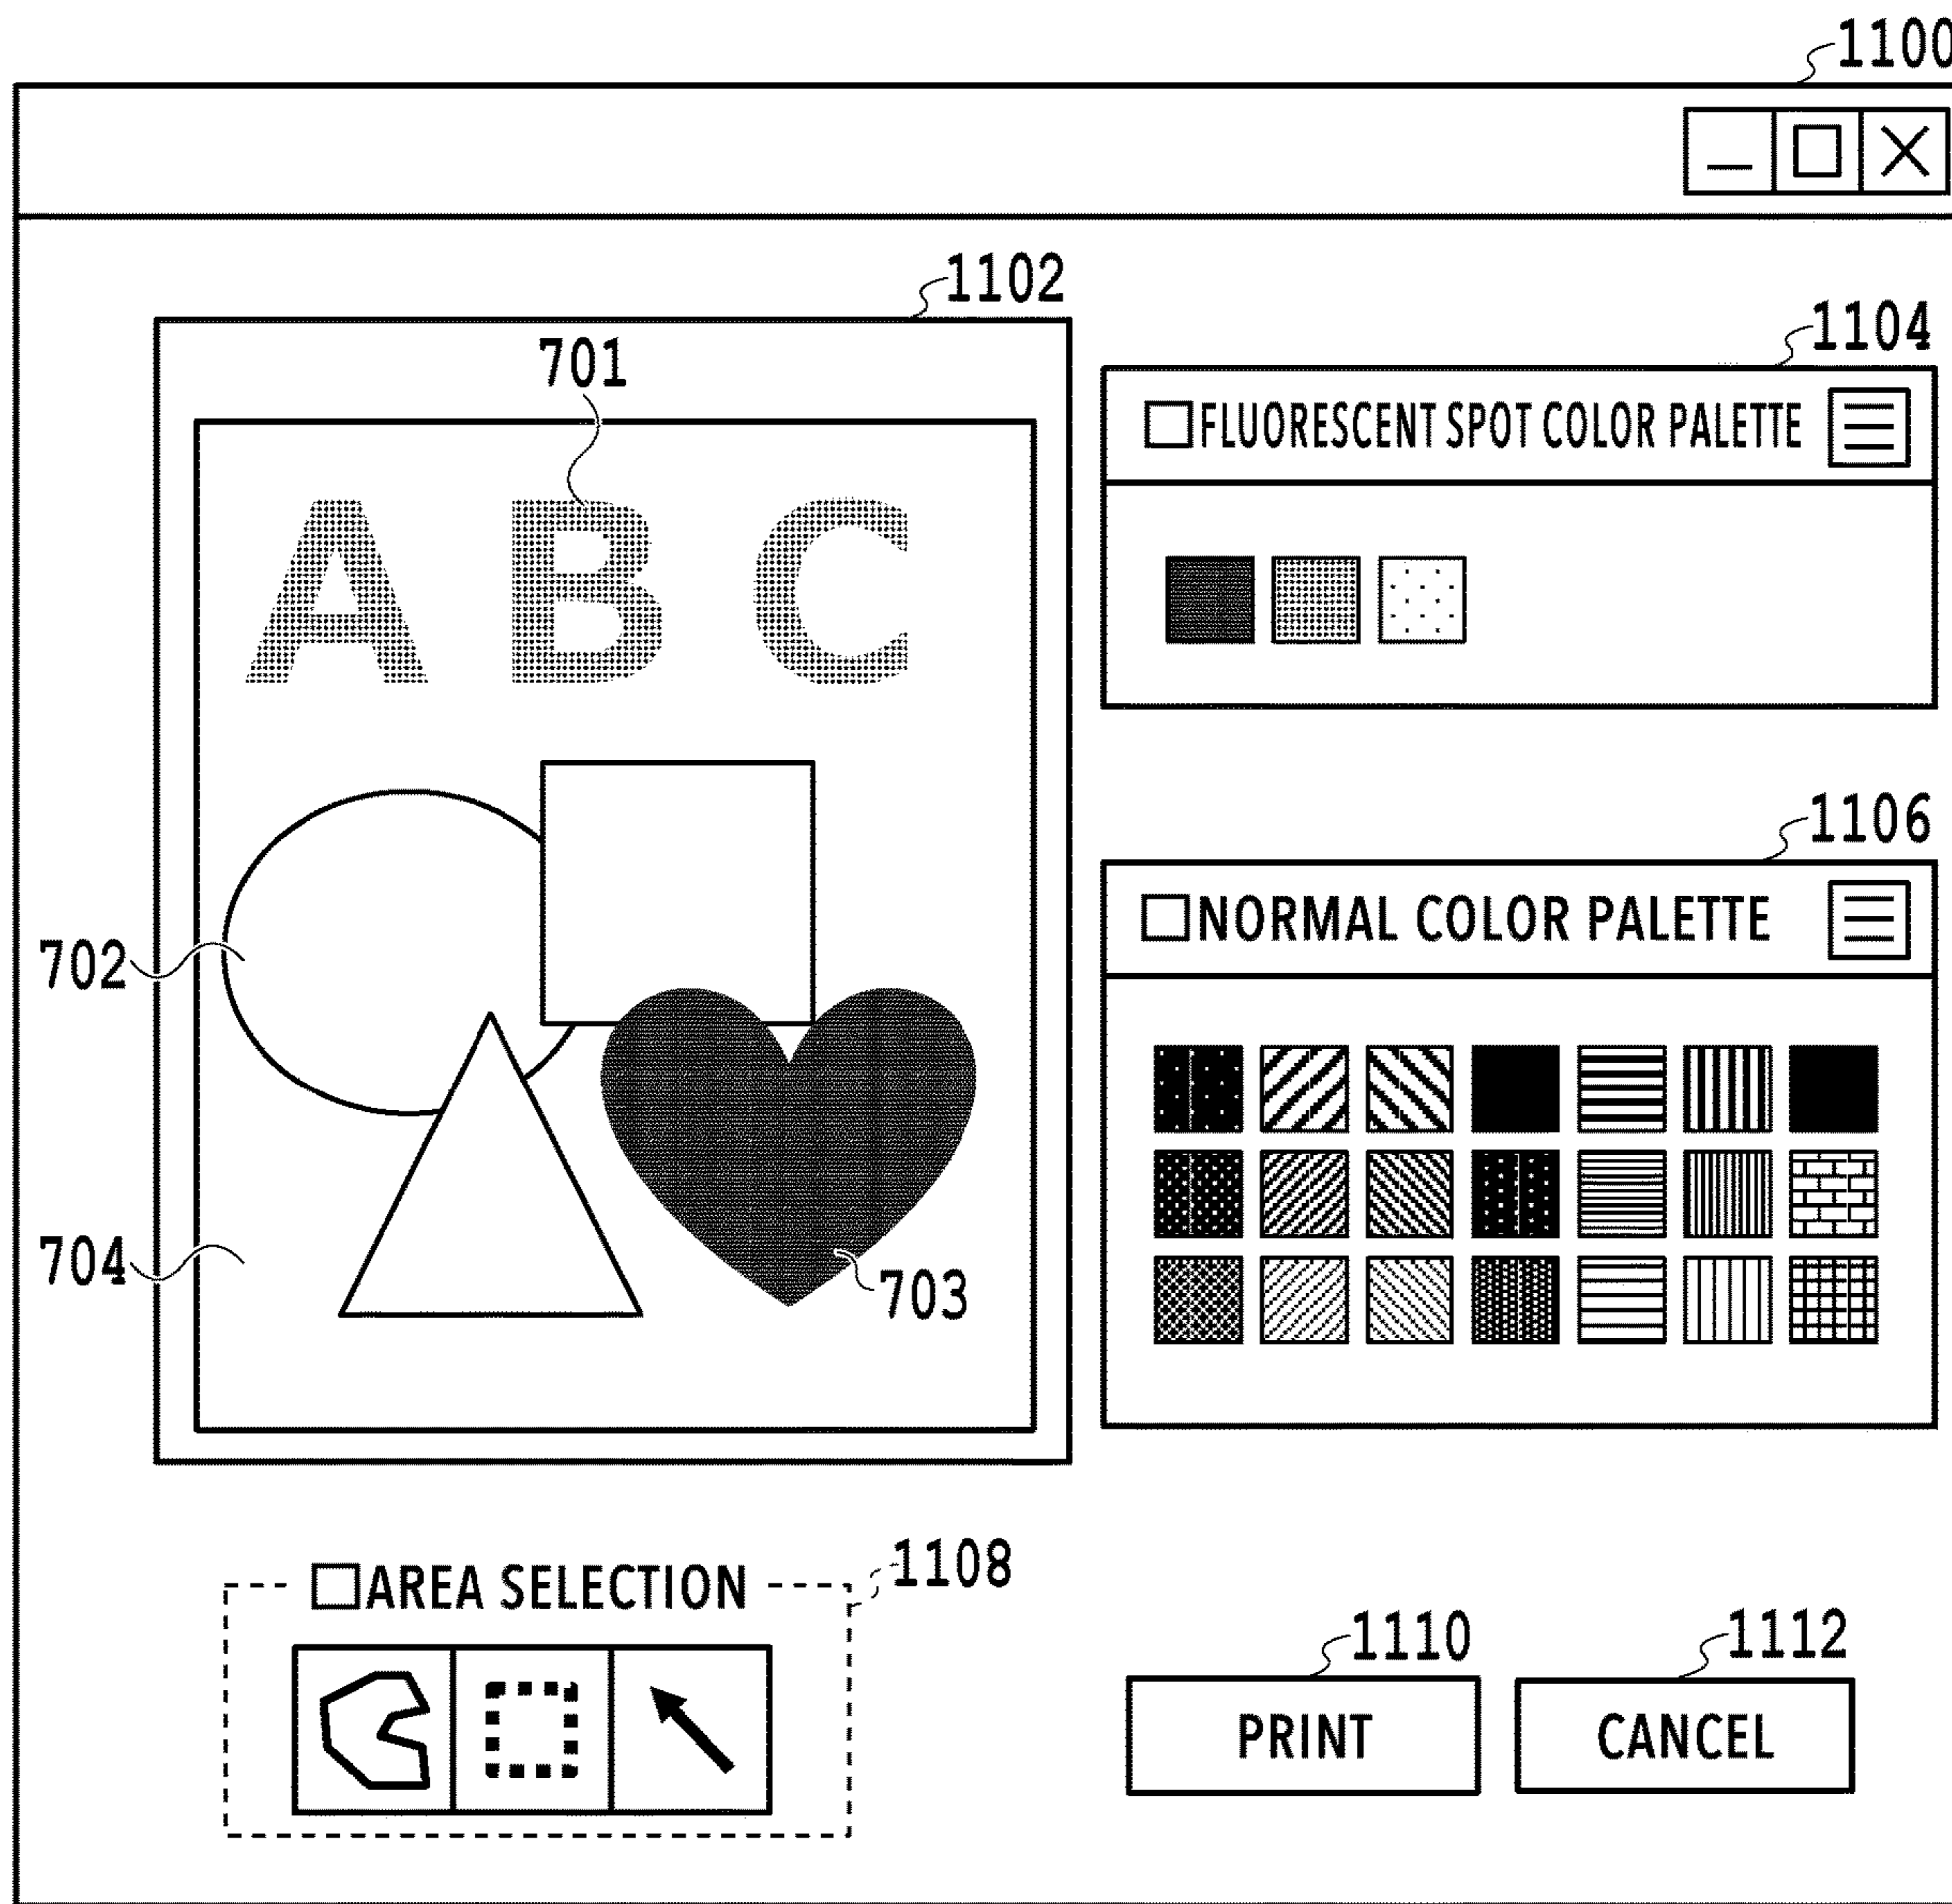 1100
1102
701
A B C
702
704
703
1104
□FLUORESCENT SPOT COLOR PALETTE
1106
□NORMAL COLOR PALETTE
□AREA SELECTION
1108
1110
PRINT
1112
CANCEL